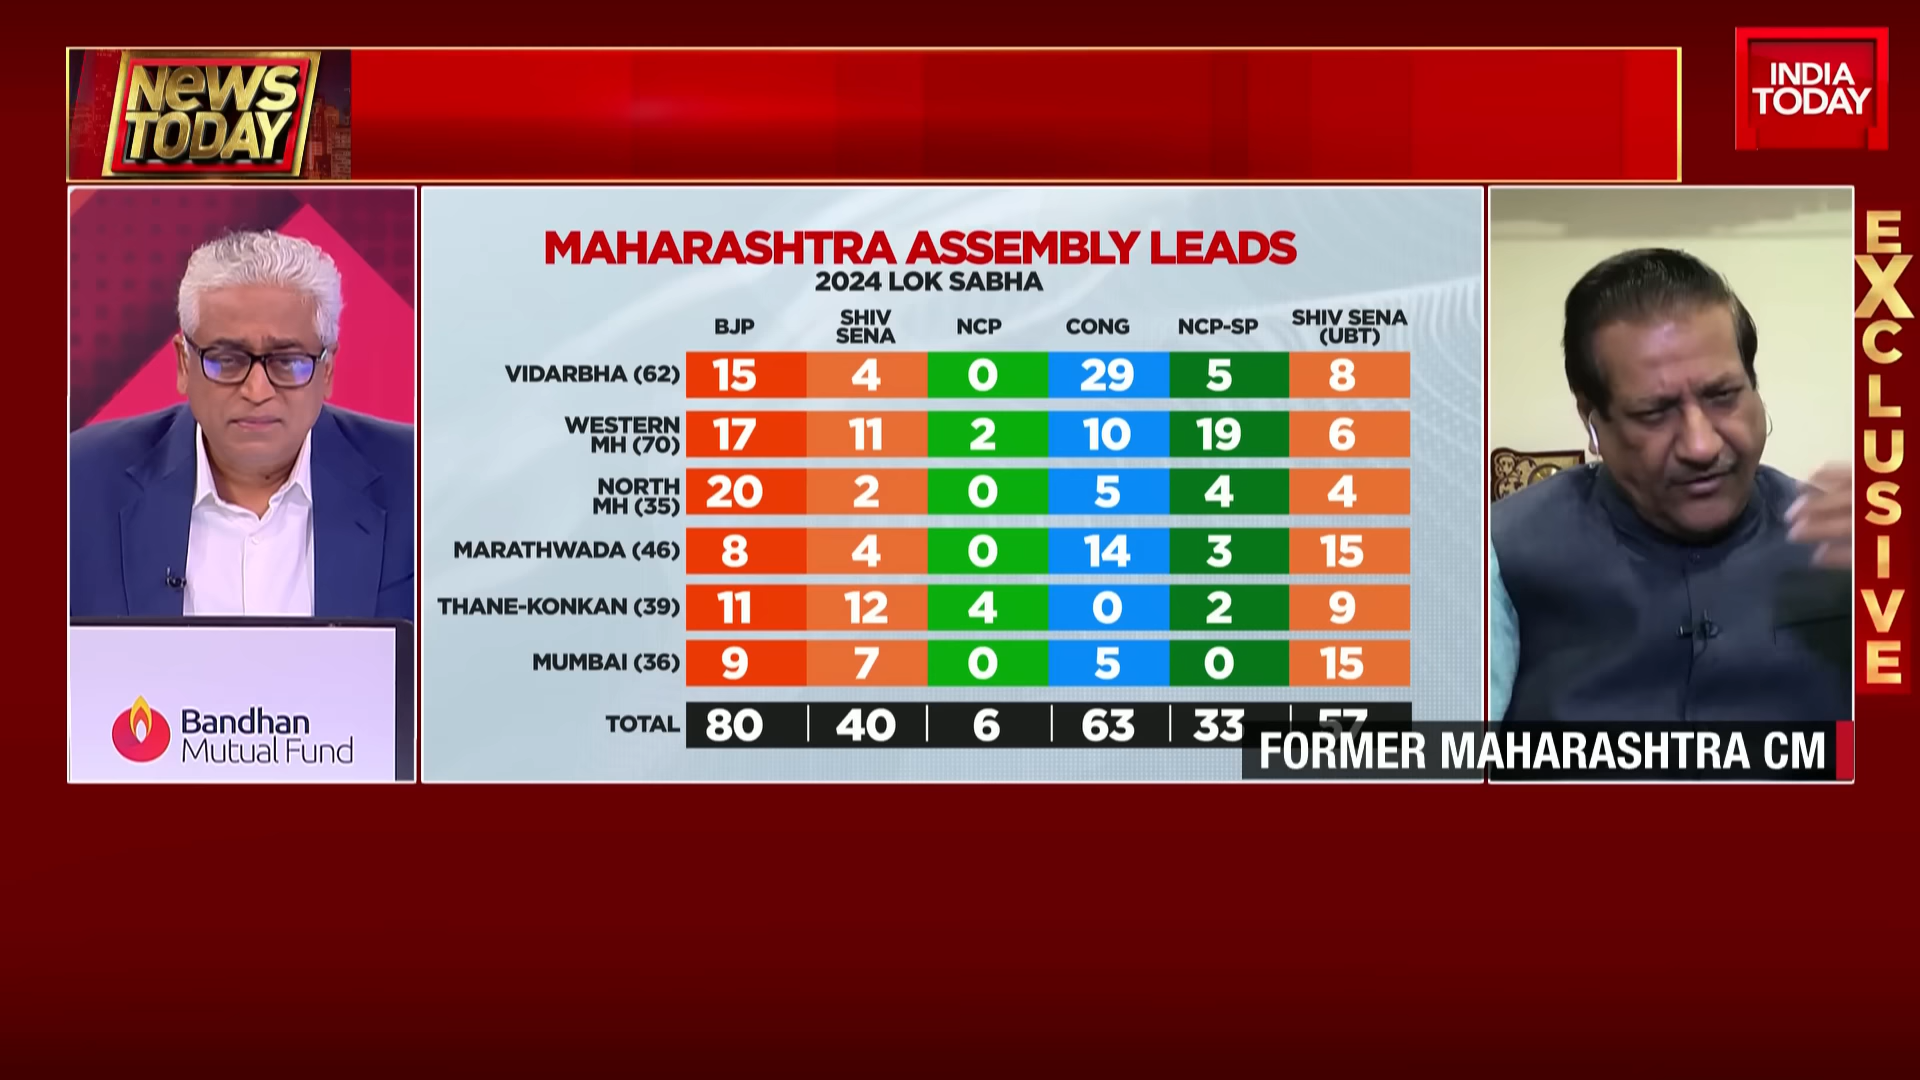 NEWS
TODAY
INDIA
TODAY
EXCLUSIVE
MAHARASHTRA ASSEMBLY LEADS
2024 LOK SABHA
BJP SHIV SENA NCP CONG NCP-SP SHIV SENA (UBT)
VIDARBHA (62) 15 4 0 29 5 8
WESTERN MH (70) 17 11 2 10 19 6
NORTH MH (35) 20 2 0 5 4 4
MARATHWADA (46) 8 4 0 14 3 15
THANE-KONKAN (39) 11 12 4 0 2 9
MUMBAI (36) 9 7 0 5 0 15
TOTAL 80 40 6 63 33 57
FORMER MAHARASHTRA CM
Bandhan
Mutual Fund